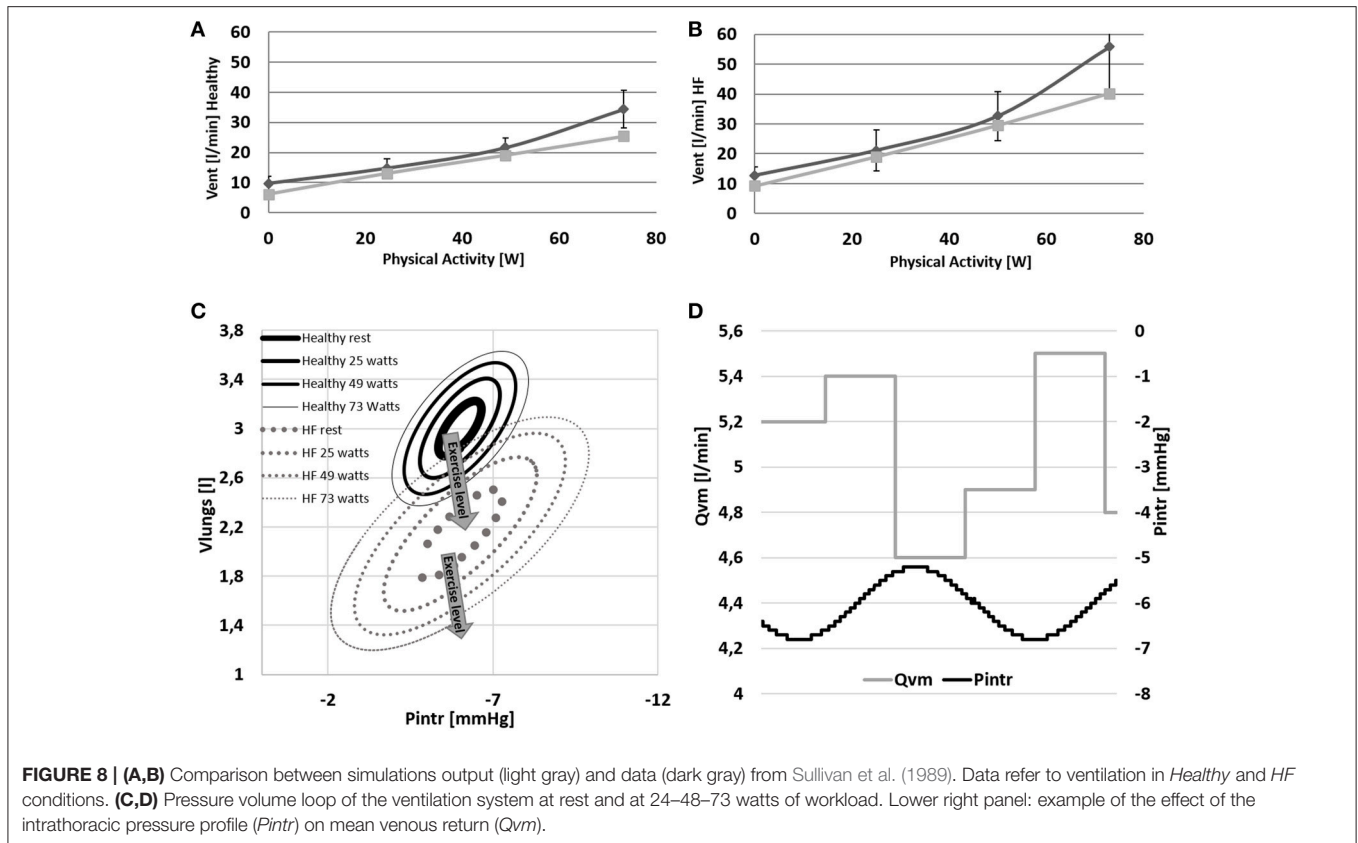 A
60
50
40
30
20
10
0
Vent [l/min] Healthy
0 20 40 60 80
Physical Activity [W]
B
60
50
40
30
20
10
0
Vent [l/min] HF
0 20 40 60 80
Physical Activity [W]
C
3,8
3,4
3
2,6
2,2
1,8
1,4
1
Vlungs [l]
Healthy rest
Healthy 25 watts
Healthy 49 watts
Healthy 73 Watts
HF rest
HF 25 watts
HF 49 watts
HF 73 watts
Exercise level
Exercise level
-2 -7 -12
Pintr [mmHg]
D
5,6
5,4
5,2
5
4,8
4,6
4,4
4,2
4
Qvm [l/min]
0
-1
-2
-3
-4
-5
-6
-7
-8
Pintr [mmHg]
Qvm Pintr
FIGURE 8 | (A,B) Comparison between simulations output (light gray) and data (dark gray) from Sullivan et al. (1989). Data refer to ventilation in Healthy and HF
conditions. (C,D) Pressure volume loop of the ventilation system at rest and at 24–48–73 watts of workload. Lower right panel: example of the effect of the
intrathoracic pressure profile (Pintr) on mean venous return (Qvm).